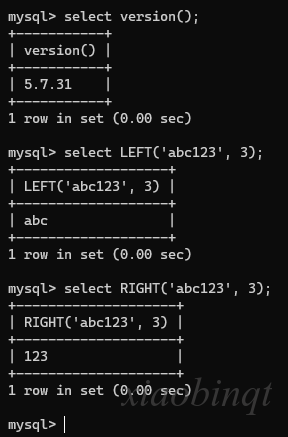 mysql> select version();
+-----------+
| version() |
+-----------+
| 5.7.31    |
+-----------+
1 row in set (0.00 sec)
mysql> select LEFT('abc123', 3);
+-------------------+
| LEFT('abc123', 3) |
+-------------------+
| abc               |
+-------------------+
1 row in set (0.00 sec)
mysql> select RIGHT('abc123', 3);
+--------------------+
| RIGHT('abc123', 3) |
+--------------------+
| 123                |
+--------------------+
1 row in set (0.00 sec)
xiaobinqt
mysql>